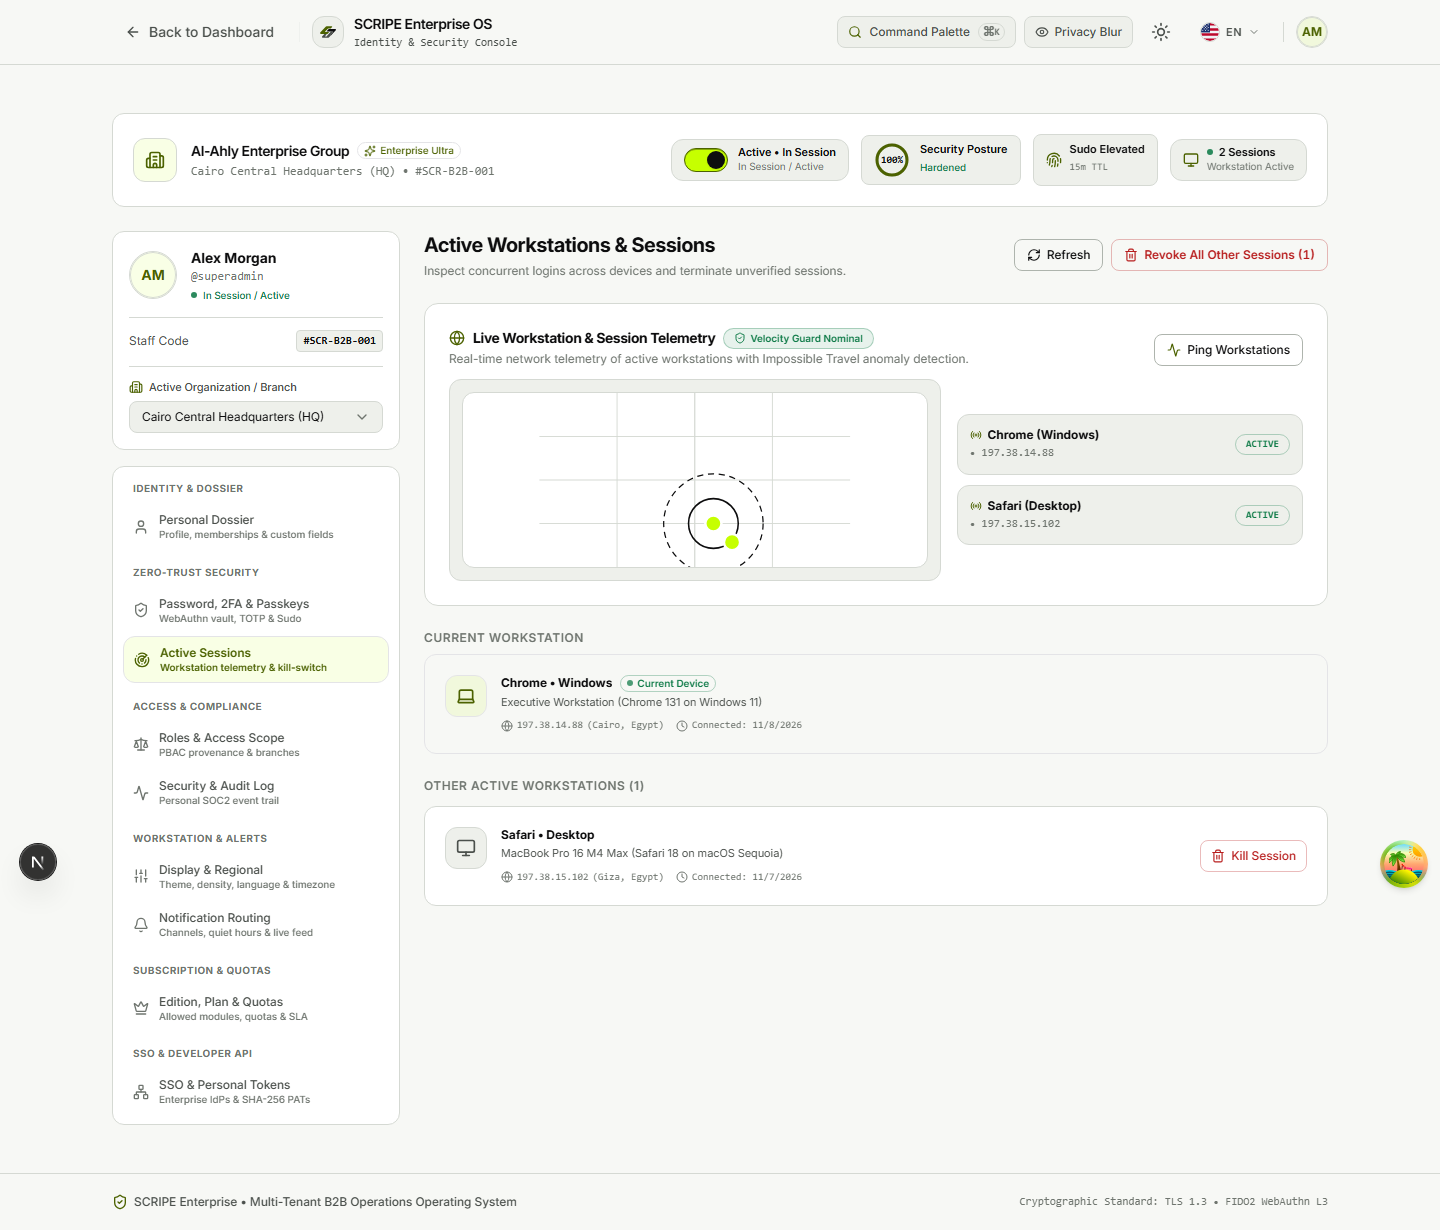 Back to Dashboard
SCRIPE Enterprise OS
Identity & Security Console
Command Palette ⌘K
Privacy Blur
EN
AM
Al-Ahly Enterprise Group
Enterprise Ultra
Cairo Central Headquarters (HQ) • #SCR-B2B-001
Active • In Session
In Session / Active
100%
Security Posture
Hardened
Sudo Elevated
15m TTL
2 Sessions
Workstation Active
AM
Alex Morgan
@superadmin
In Session / Active
Staff Code
#SCR-B2B-001
Active Organization / Branch
Cairo Central Headquarters (HQ)
IDENTITY & DOSSIER
Personal Dossier
Profile, memberships & custom fields
ZERO-TRUST SECURITY
Password, 2FA & Passkeys
WebAuthn vault, TOTP & Sudo
Active Sessions
Workstation telemetry & kill-switch
ACCESS & COMPLIANCE
Roles & Access Scope
PBAC provenance & branches
Security & Audit Log
Personal SOC2 event trail
WORKSTATION & ALERTS
Display & Regional
Theme, density, language & timezone
Notification Routing
Channels, quiet hours & live feed
SUBSCRIPTION & QUOTAS
Edition, Plan & Quotas
Allowed modules, quotas & SLA
SSO & DEVELOPER API
SSO & Personal Tokens
Enterprise IdPs & SHA-256 PATs
Active Workstations & Sessions
Inspect concurrent logins across devices and terminate unverified sessions.
Refresh
Revoke All Other Sessions (1)
Live Workstation & Session Telemetry
Velocity Guard Nominal
Real-time network telemetry of active workstations with Impossible Travel anomaly detection.
Ping Workstations
Chrome (Windows)
• 197.38.14.88
ACTIVE
Safari (Desktop)
• 197.38.15.102
ACTIVE
CURRENT WORKSTATION
Chrome • Windows
Current Device
Executive Workstation (Chrome 131 on Windows 11)
197.38.14.88 (Cairo, Egypt)
Connected: 11/8/2026
OTHER ACTIVE WORKSTATIONS (1)
Safari • Desktop
MacBook Pro 16 M4 Max (Safari 18 on macOS Sequoia)
197.38.15.102 (Giza, Egypt)
Connected: 11/7/2026
Kill Session
N
SCRIPE Enterprise • Multi-Tenant B2B Operations Operating System
Cryptographic Standard: TLS 1.3 • FIDO2 WebAuthn L3